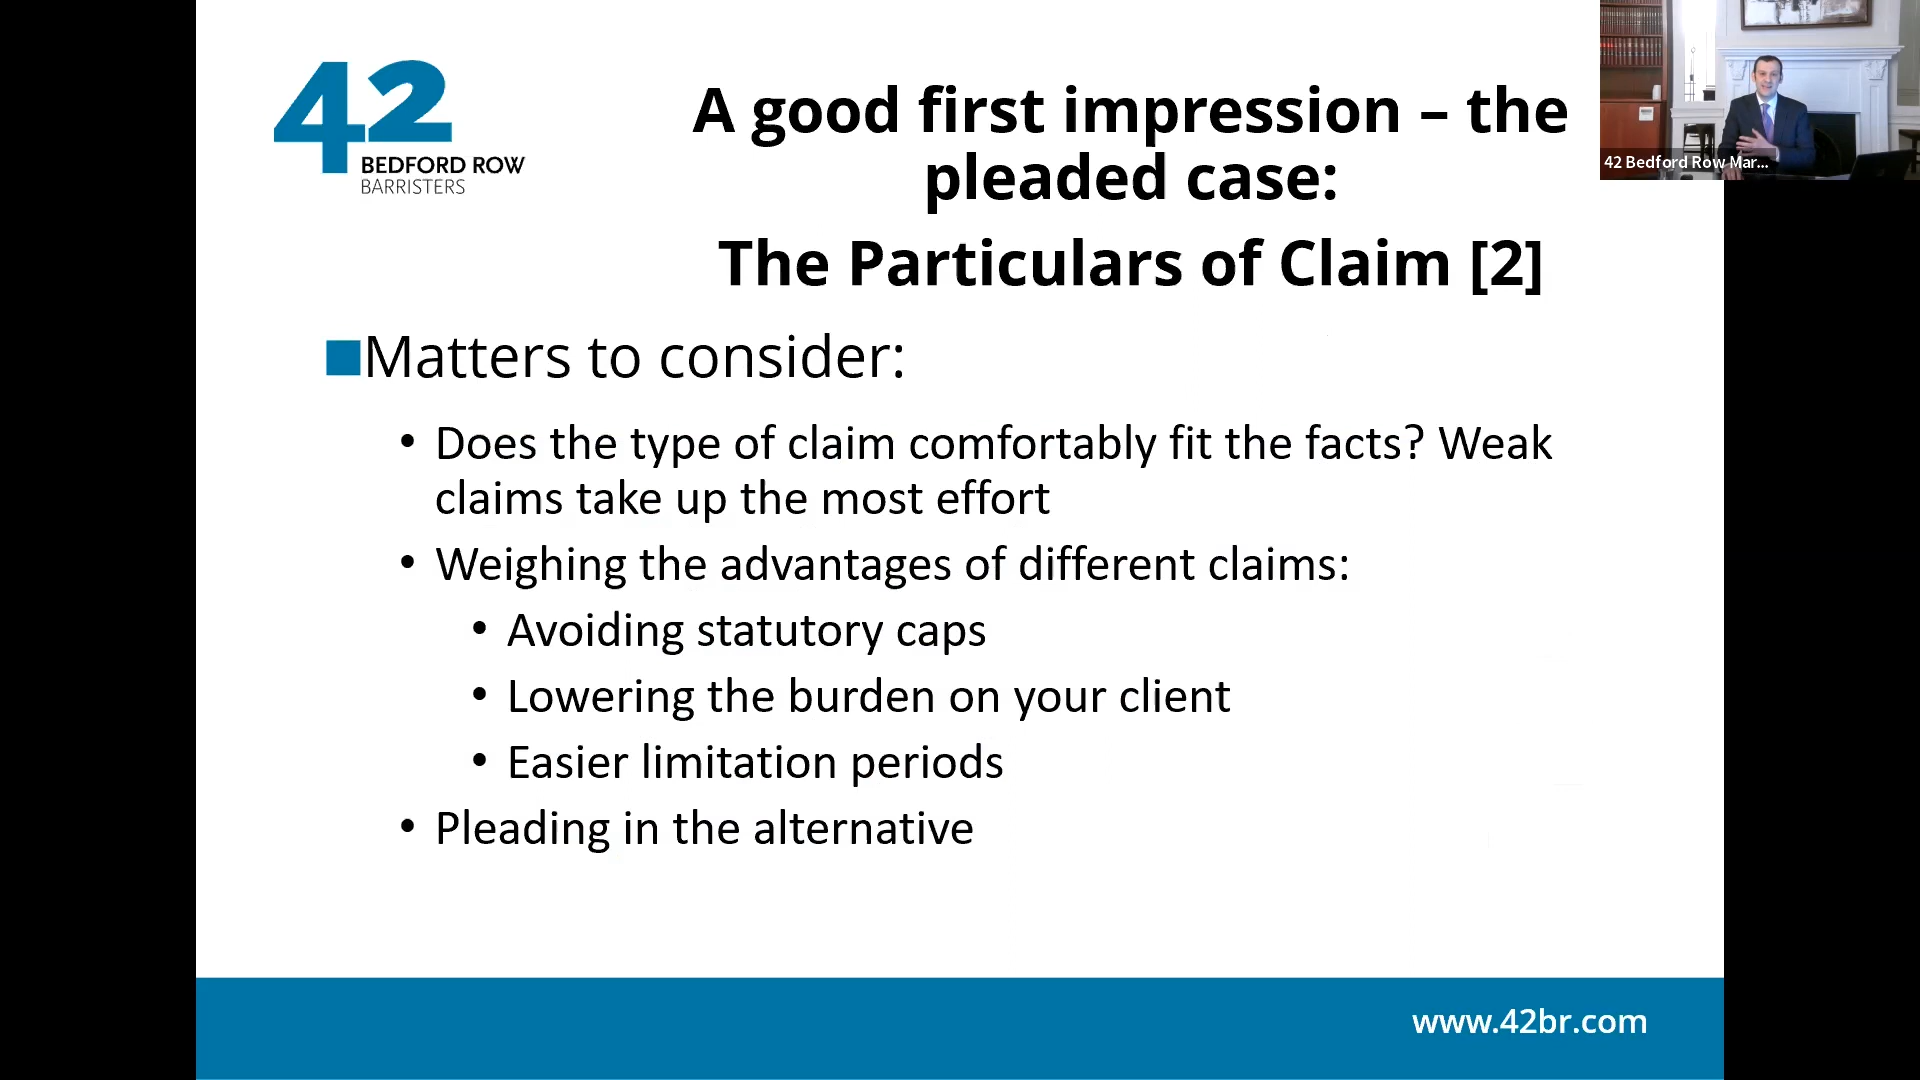 42
BEDFORD ROW
BARRISTERS
A good first impression – the
pleaded case:
The Particulars of Claim [2]
42 Bedford Row Mar...
Matters to consider:
• Does the type of claim comfortably fit the facts? Weak
claims take up the most effort
• Weighing the advantages of different claims:
• Avoiding statutory caps
• Lowering the burden on your client
• Easier limitation periods
• Pleading in the alternative
www.42br.com